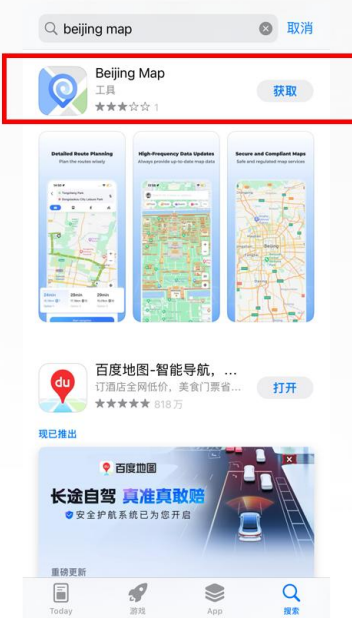 beijing map
取消
Beijing Map
工具
★★★☆☆ 1
获取
Detailed Route Planning
Plan the routes wisely
High-Frequency Data Updates
Always provide up-to-date map data
Secure and Compliant Maps
Safe and regulated map services
Beijing
百度地图-智能导航，...
订酒店全网低价，美食门票省...
★★★★★ 818万
打开
现已推出
百度地图
长途自驾 真准真敢赔
安全护航系统已为您开启
重磅更新
Today
游戏
App
搜索